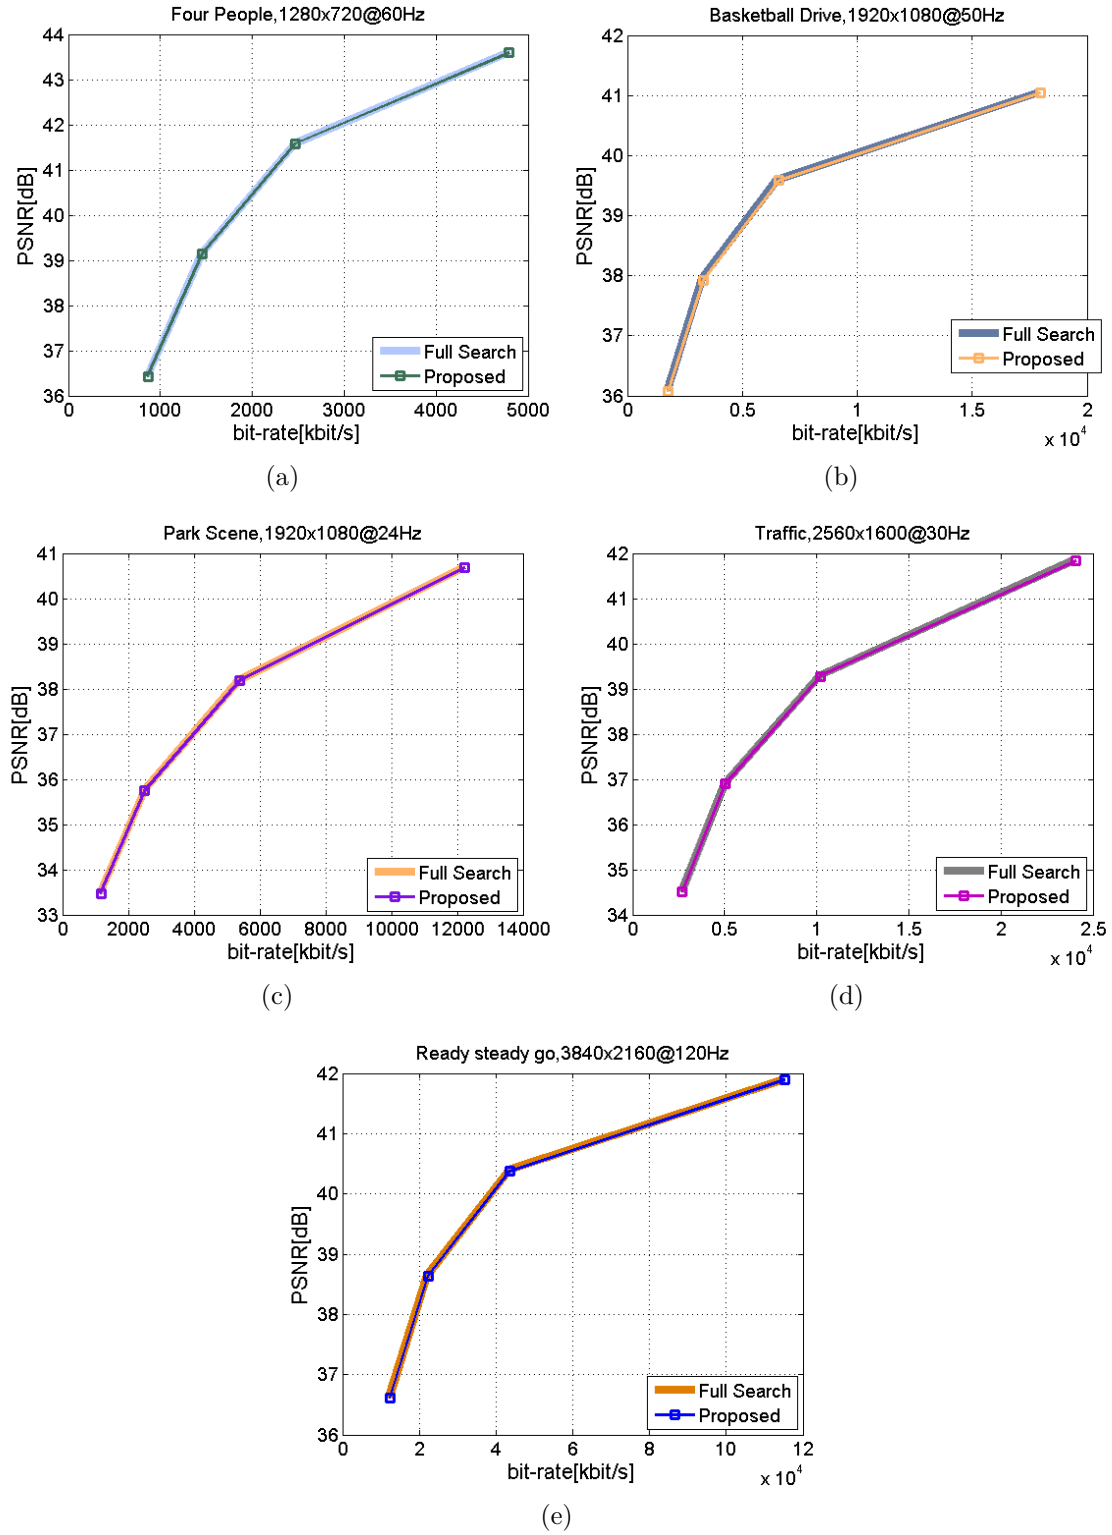 Four People,1280x720@60Hz
44
43
42
41
40
39
38
37
36
PSNR[dB]
Full Search
Proposed
0 1000 2000 3000 4000 5000
bit-rate[kbit/s]
(a)
Basketball Drive,1920x1080@50Hz
42
41
40
39
38
37
36
PSNR[dB]
Full Search
Proposed
0 0.5 1 1.5 2
bit-rate[kbit/s]
x 10^4
(b)
Park Scene,1920x1080@24Hz
41
40
39
38
37
36
35
34
33
PSNR[dB]
Full Search
Proposed
0 2000 4000 6000 8000 10000 12000 14000
bit-rate[kbit/s]
(c)
Traffic,2560x1600@30Hz
42
41
40
39
38
37
36
35
34
PSNR[dB]
Full Search
Proposed
0 0.5 1 1.5 2 2.5
bit-rate[kbit/s]
x 10^4
(d)
Ready steady go,3840x2160@120Hz
42
41
40
39
38
37
36
PSNR[dB]
Full Search
Proposed
0 2 4 6 8 10 12
bit-rate[kbit/s]
x 10^4
(e)